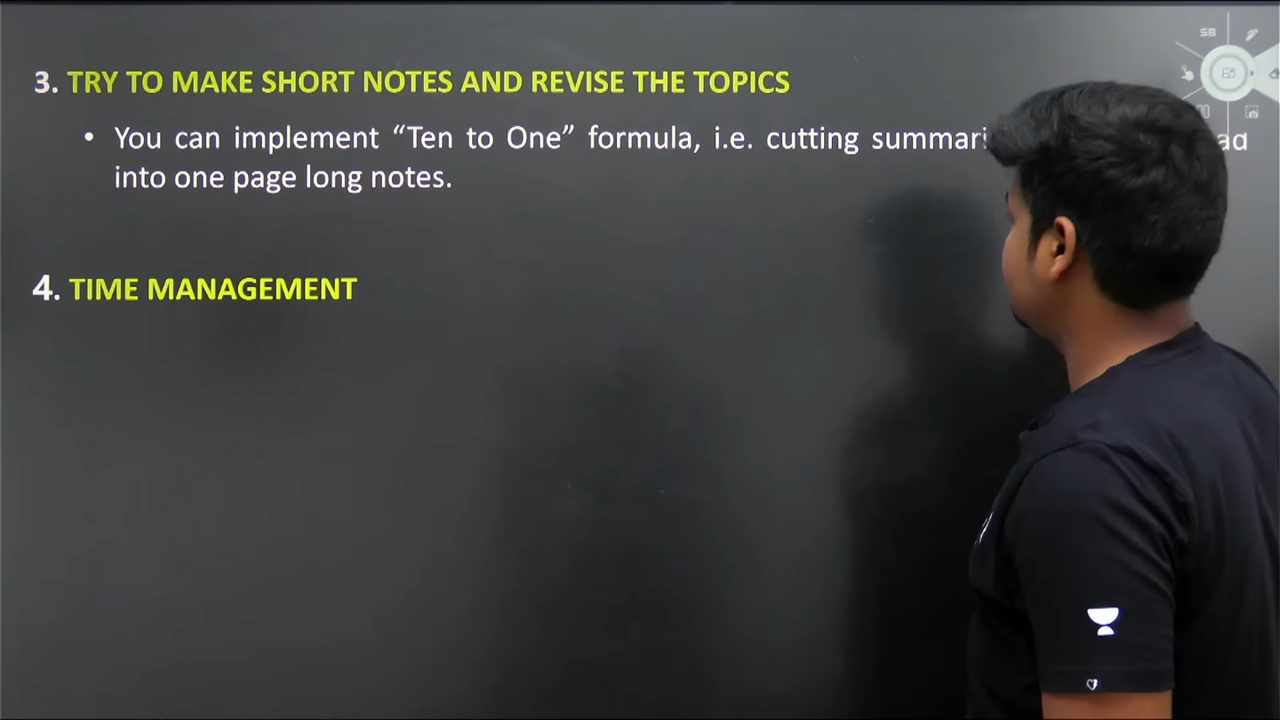 SB
3. TRY TO MAKE SHORT NOTES AND REVISE THE TOPICS
• You can implement “Ten to One” formula, i.e. cutting
into one page long notes.
4. TIME MANAGEMENT